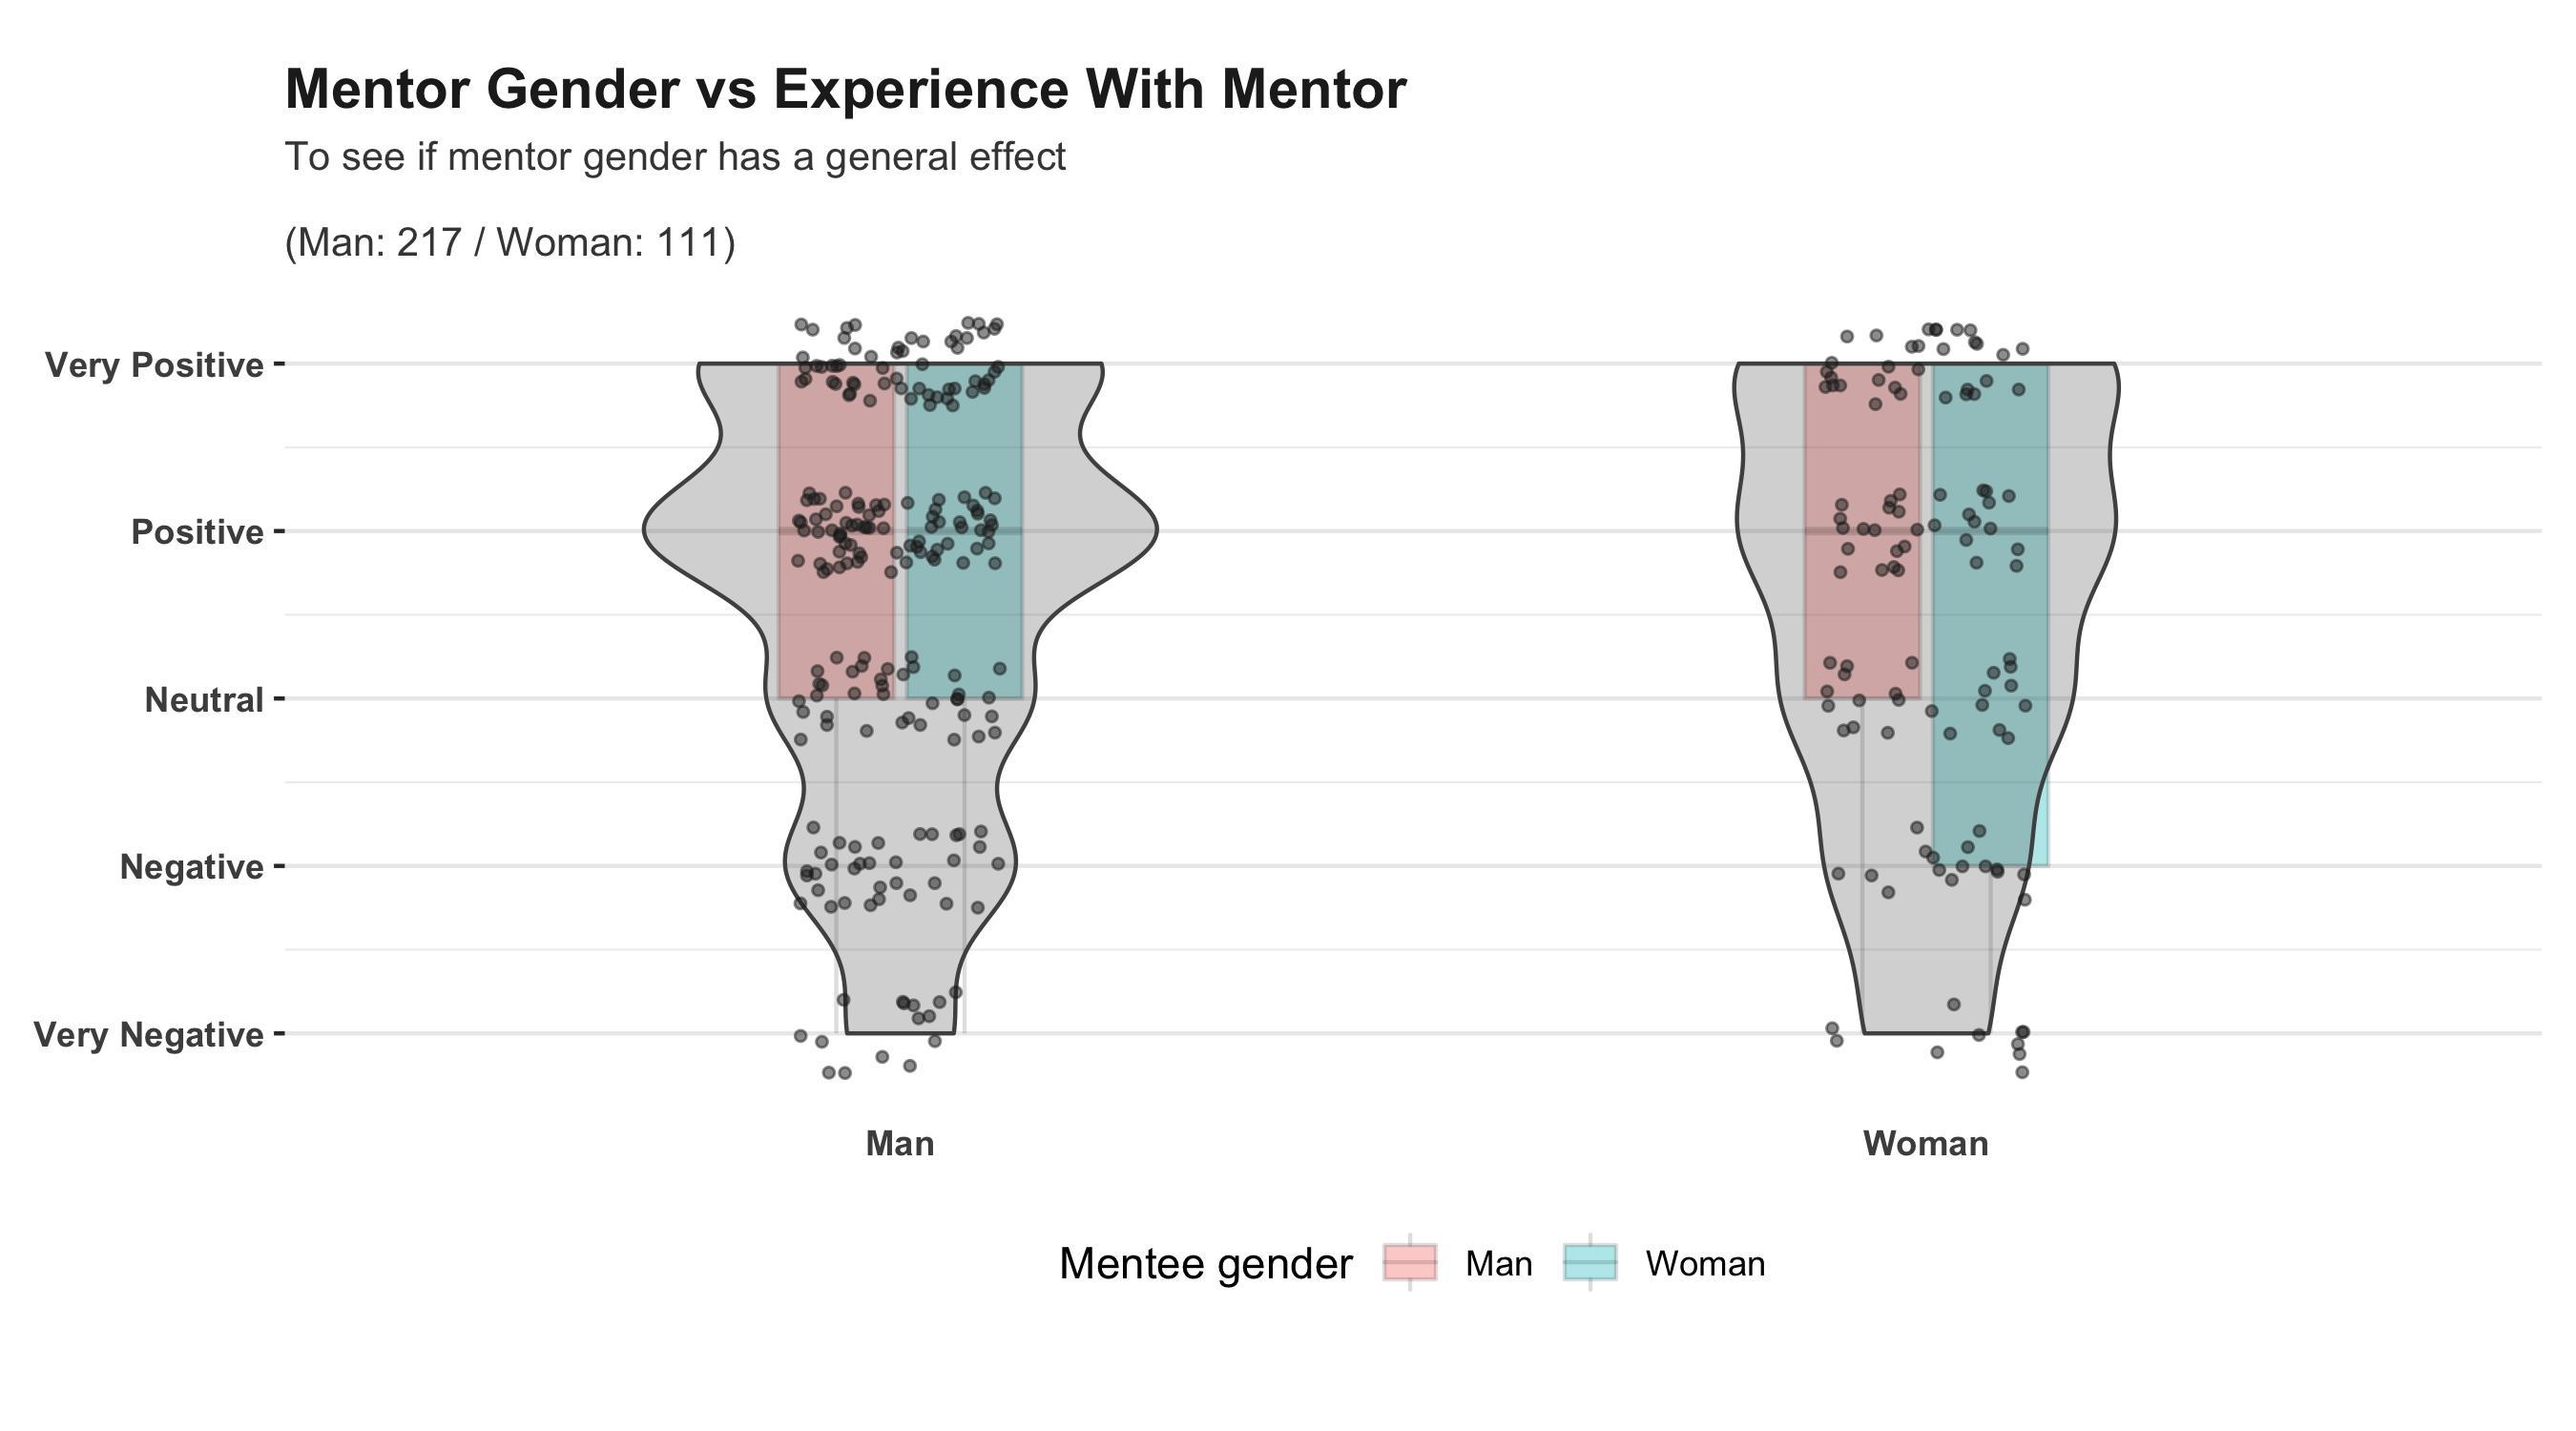 Mentor Gender vs Experience With Mentor
To see if mentor gender has a general effect
(Man: 217 / Woman: 111)
Very Positive
Positive
Neutral
Negative
Very Negative
Man Woman
Mentee gender Man Woman